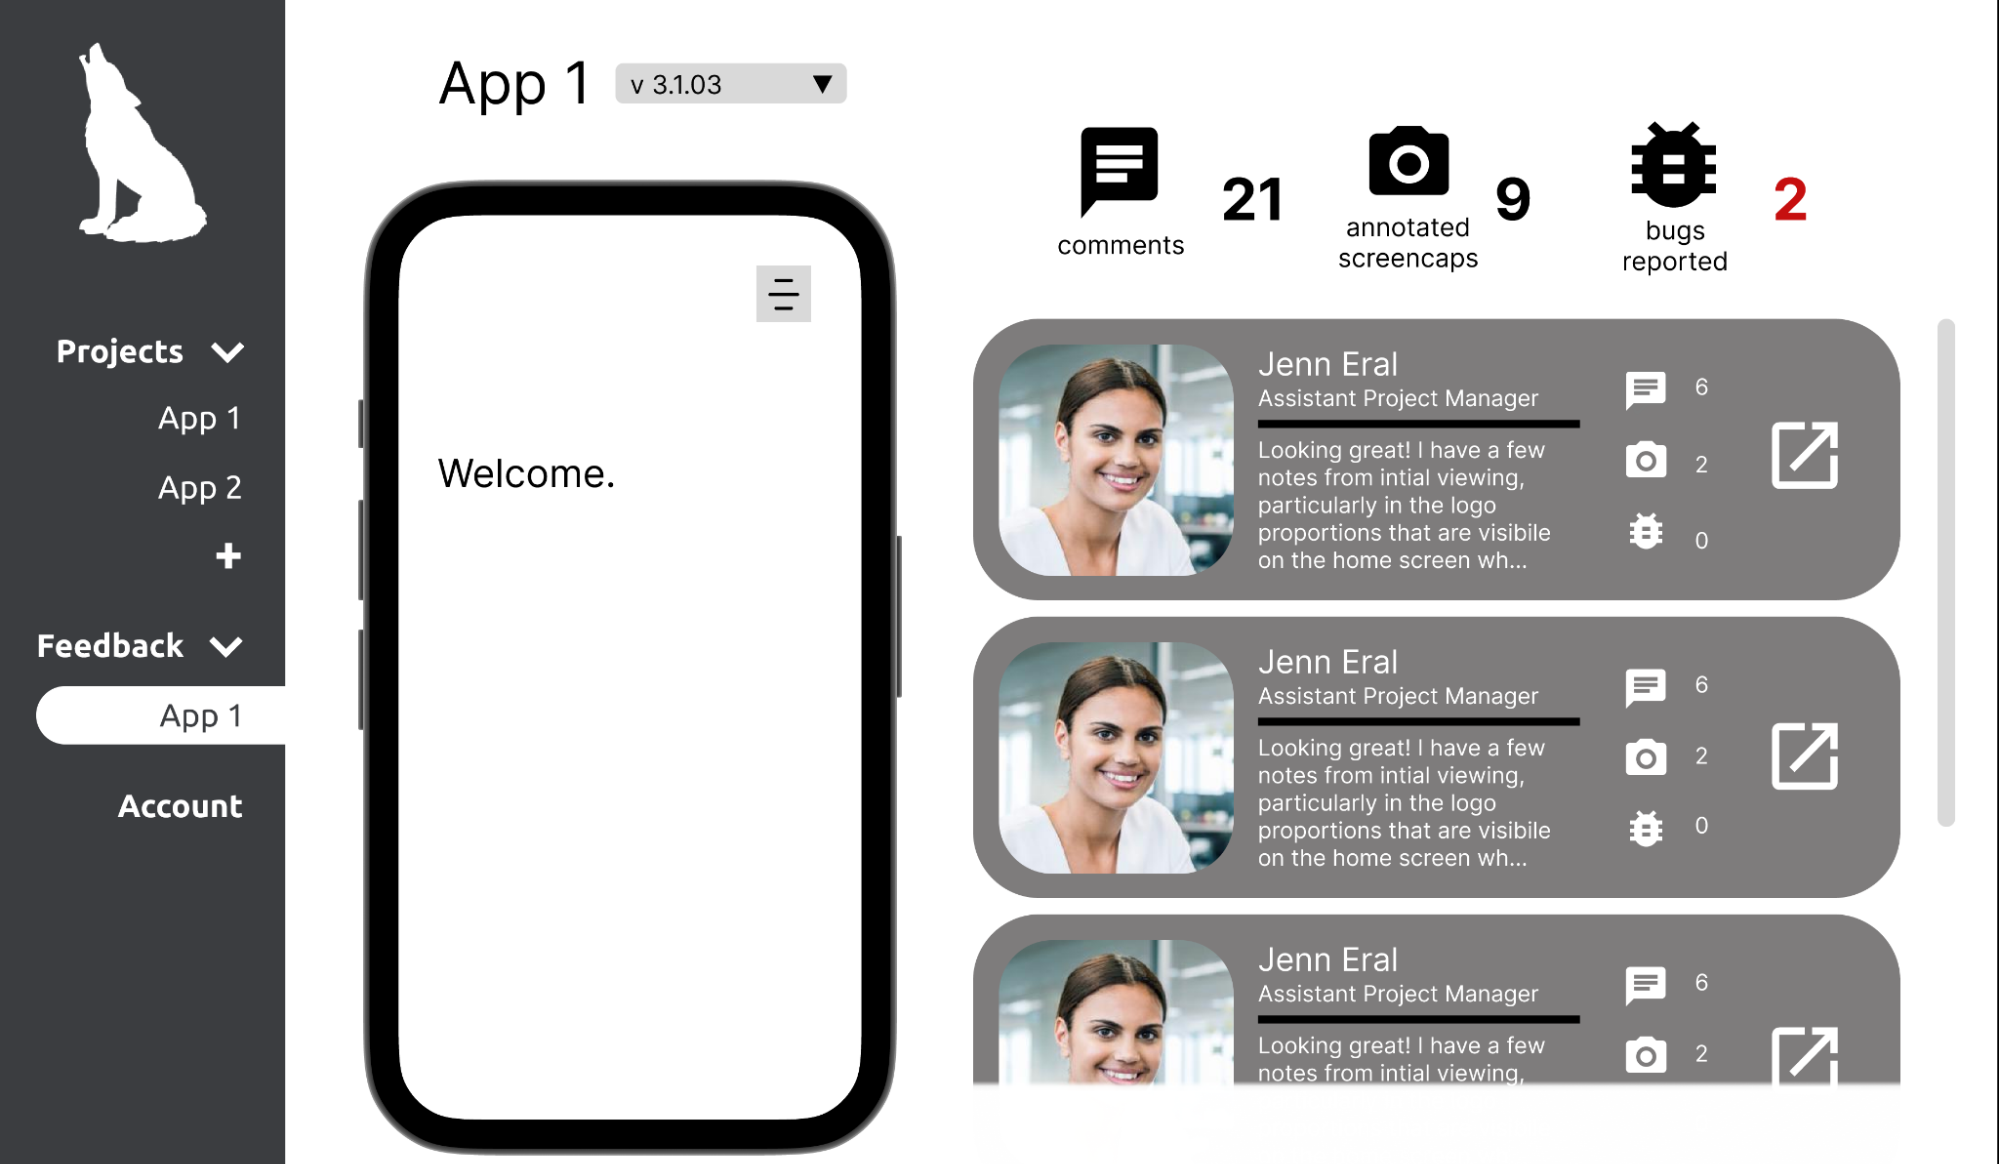 Projects
App 1
App 2
Feedback
App 1
Account
App 1
v 3.1.03
Welcome.
comments
21
annotated
screencaps
9
bugs
reported
2
Jenn Eral
Assistant Project Manager
Looking great! I have a few
notes from intial viewing,
particularly in the logo
proportions that are visibile
on the home screen wh...
6
2
0
Jenn Eral
Assistant Project Manager
Looking great! I have a few
notes from intial viewing,
particularly in the logo
proportions that are visibile
on the home screen wh...
6
2
0
Jenn Eral
Assistant Project Manager
Looking great! I have a few
notes from intial viewing,
6
2